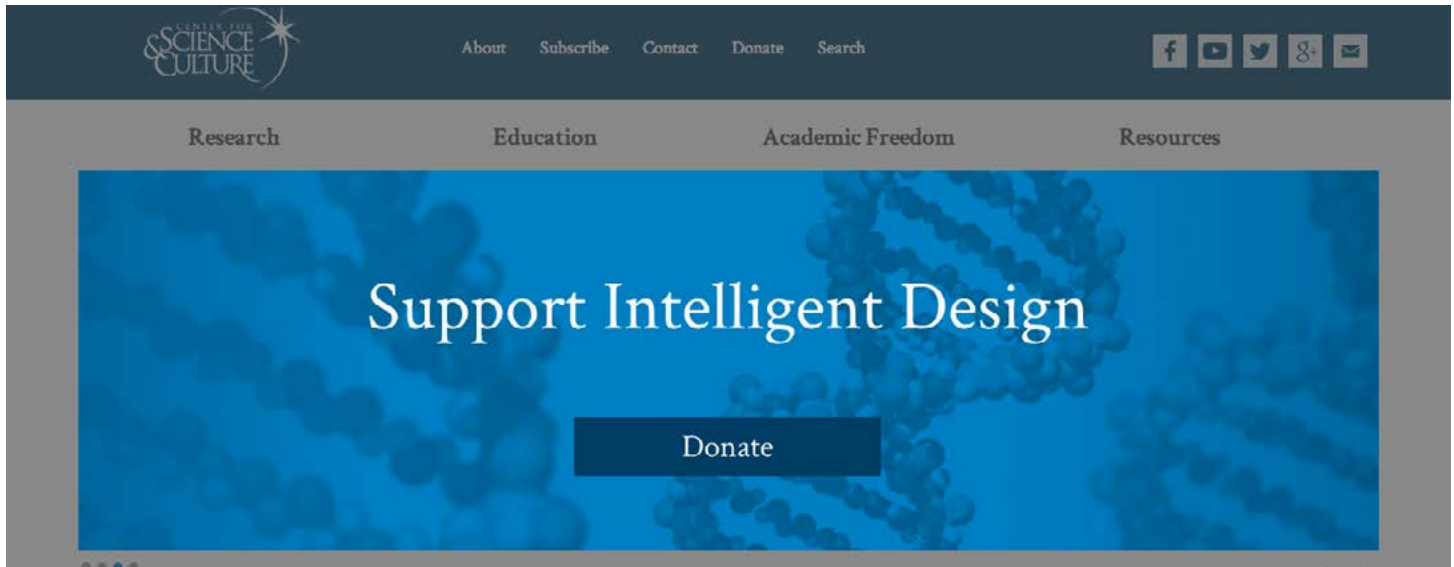 CENTER FOR
&SCIENCE
CULTURE
About Subscribe Contact Donate Search
Research Education Academic Freedom Resources
Support Intelligent Design
Donate